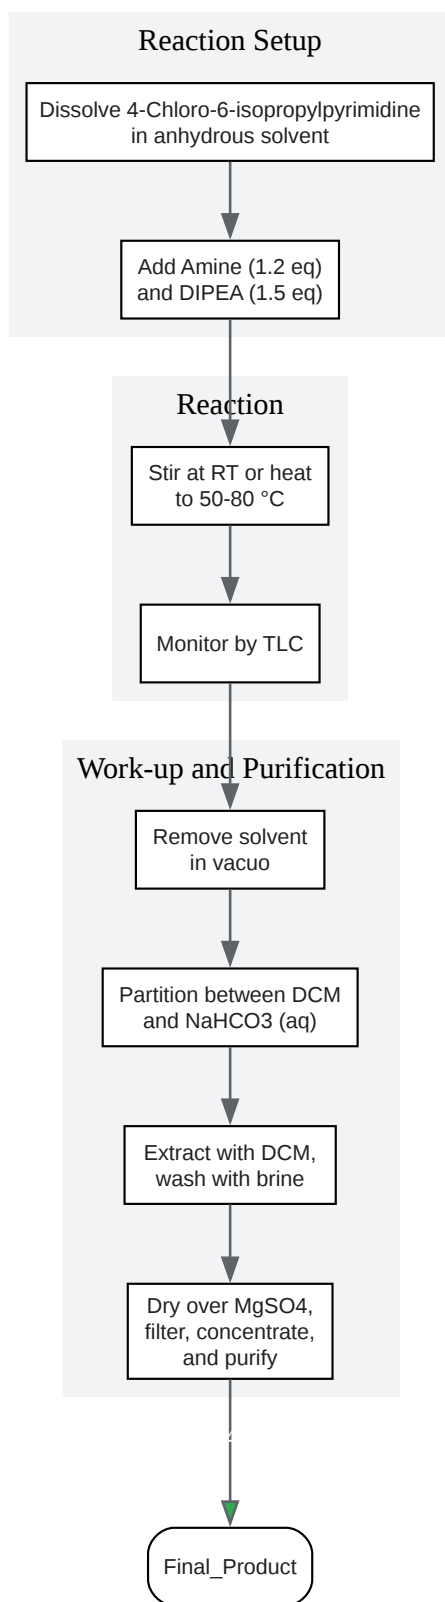 Reaction Setup
Dissolve 4-Chloro-6-isopropylpyrimidine
in anhydrous solvent
Add Amine (1.2 eq)
and DIPEA (1.5 eq)
Reaction
Stir at RT or heat
to 50-80 °C
Monitor by TLC
Work-up and Purification
Remove solvent
in vacuo
Partition between DCM
and NaHCO3 (aq)
Extract with DCM,
wash with brine
Dry over MgSO4,
filter, concentrate,
and purify
Final_Product